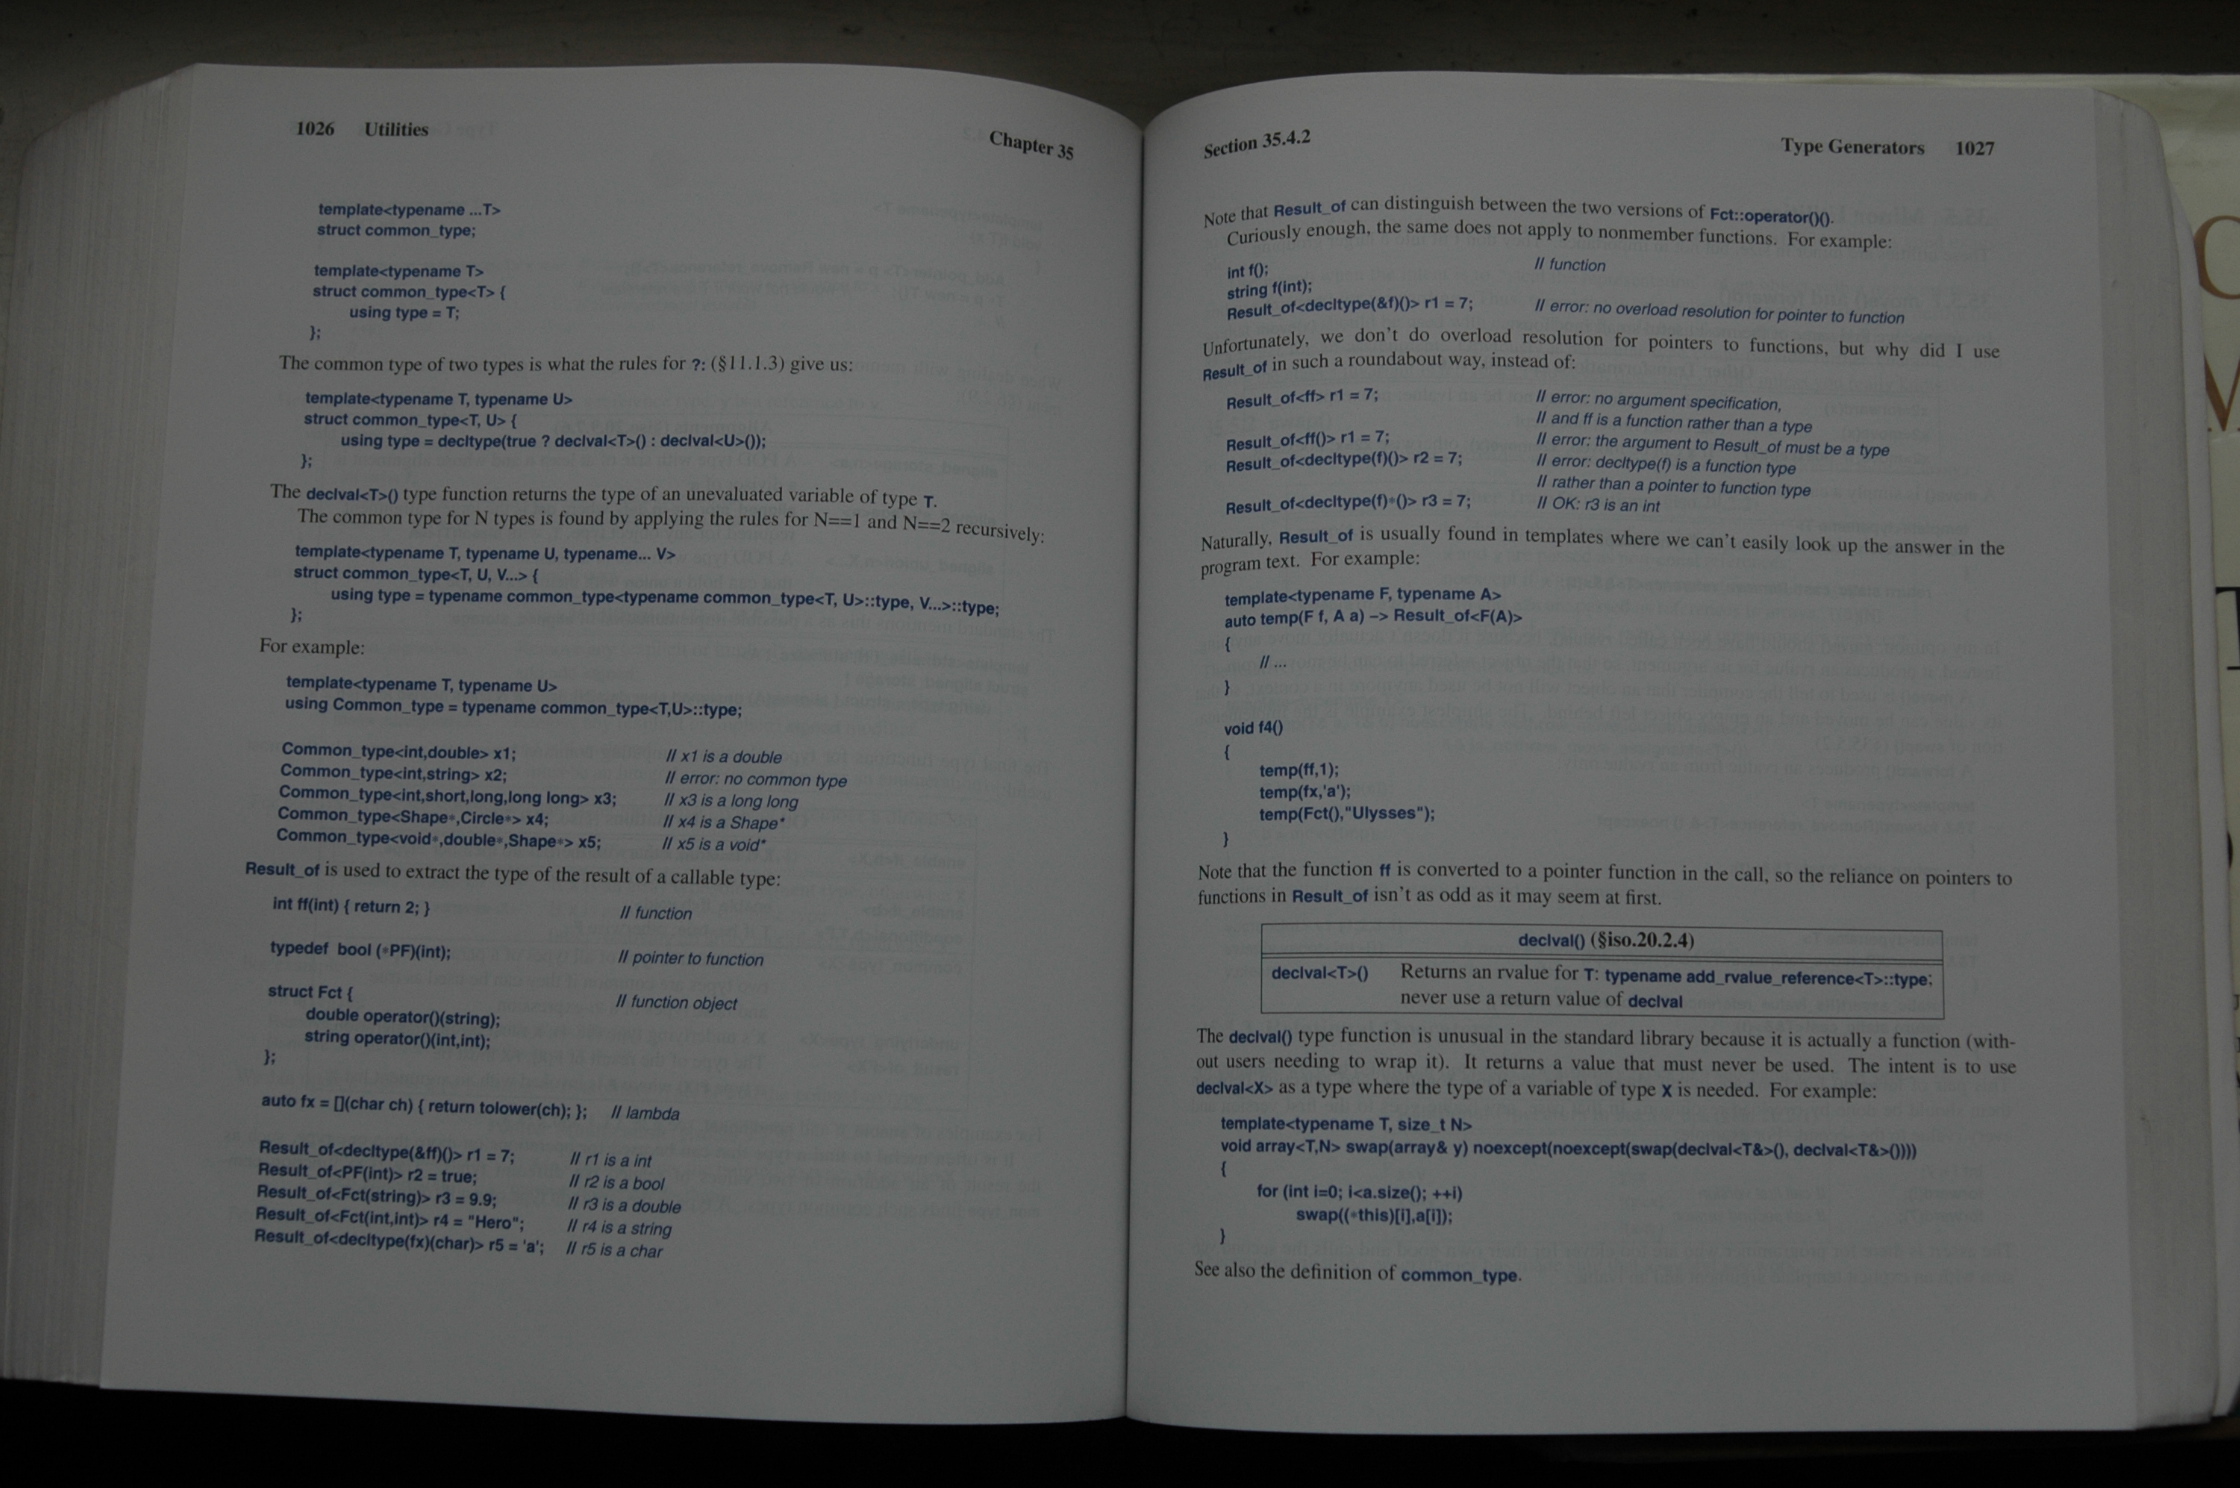 1026 Utilities Chapter 35
template<typename ...T>
struct common_type;
template<typename T>
struct common_type<T> {
using type = T;
};
The common type of two types is what the rules for ?: (§11.1.3) give us:
template<typename T, typename U>
struct common_type<T, U> {
using type = decltype(true ? declval<T>() : declval<U>());
};
The declval<T>() type function returns the type of an unevaluated variable of type T.
The common type for N types is found by applying the rules for N==1 and N==2 recursively:
template<typename T, typename U, typename... V>
struct common_type<T, U, V...> {
using type = typename common_type<typename common_type<T, U>::type, V...>::type;
};
For example:
template<typename T, typename U>
using Common_type = typename common_type<T,U>::type;
Common_type<int,double> x1; // x1 is a double
Common_type<int,string> x2; // error: no common type
Common_type<int,short,long,long long> x3; // x3 is a long long
Common_type<Shape*,Circle*> x4; // x4 is a Shape*
Common_type<void*,double*,Shape*> x5; // x5 is a void*
Result_of is used to extract the type of the result of a callable type:
int ff(int) { return 2; } // function
typedef bool (*PF)(int); // pointer to function
struct Fct { // function object
double operator()(string);
string operator()(int,int);
};
auto fx = [](char ch) { return tolower(ch); }; // lambda
Result_of<decltype(&ff)()> r1 = 7; // r1 is a int
Result_of<PF(int)> r2 = true; // r2 is a bool
Result_of<Fct(string)> r3 = 9.9; // r3 is a double
Result_of<Fct(int,int)> r4 = "Hero"; // r4 is a string
Result_of<decltype(fx)(char)> r5 = 'a'; // r5 is a char
Section 35.4.2 Type Generators 1027
Note that Result_of can distinguish between the two versions of Fct::operator()().
Curiously enough, the same does not apply to nonmember functions. For example:
int f(); // function
string f(int);
Result_of<decltype(&f)()> r1 = 7; // error: no overload resolution for pointer to function
Unfortunately, we don't do overload resolution for pointers to functions, but why did I use
Result_of in such a roundabout way, instead of:
Result_of<ff> r1 = 7; // error: no argument specification,
// and ff is a function rather than a type
Result_of<ff()> r1 = 7; // error: the argument to Result_of must be a type
Result_of<decltype(f)()> r2 = 7; // error: decltype(f) is a function type
// rather than a pointer to function type
Result_of<decltype(f)*()> r3 = 7; // OK: r3 is an int
Naturally, Result_of is usually found in templates where we can't easily look up the answer in the
program text. For example:
template<typename F, typename A>
auto temp(F f, A a) –> Result_of<F(A)>
{
// ...
}
void f4()
{
temp(ff,1);
temp(fx,'a');
temp(Fct(),"Ulysses");
}
Note that the function ff is converted to a pointer function in the call, so the reliance on pointers to
functions in Result_of isn't as odd as it may seem at first.
declval() (§iso.20.2.4)
declval<T>() Returns an rvalue for T: typename add_rvalue_reference<T>::type;
never use a return value of declval
The declval() type function is unusual in the standard library because it is actually a function (with-
out users needing to wrap it). It returns a value that must never be used. The intent is to use
declval<X> as a type where the type of a variable of type X is needed. For example:
template<typename T, size_t N>
void array<T,N> swap(array& y) noexcept(noexcept(swap(declval<T&>(), declval<T&>())))
{
for (int i=0; i<a.size(); ++i)
swap((*this)[i],a[i]);
}
See also the definition of common_type.